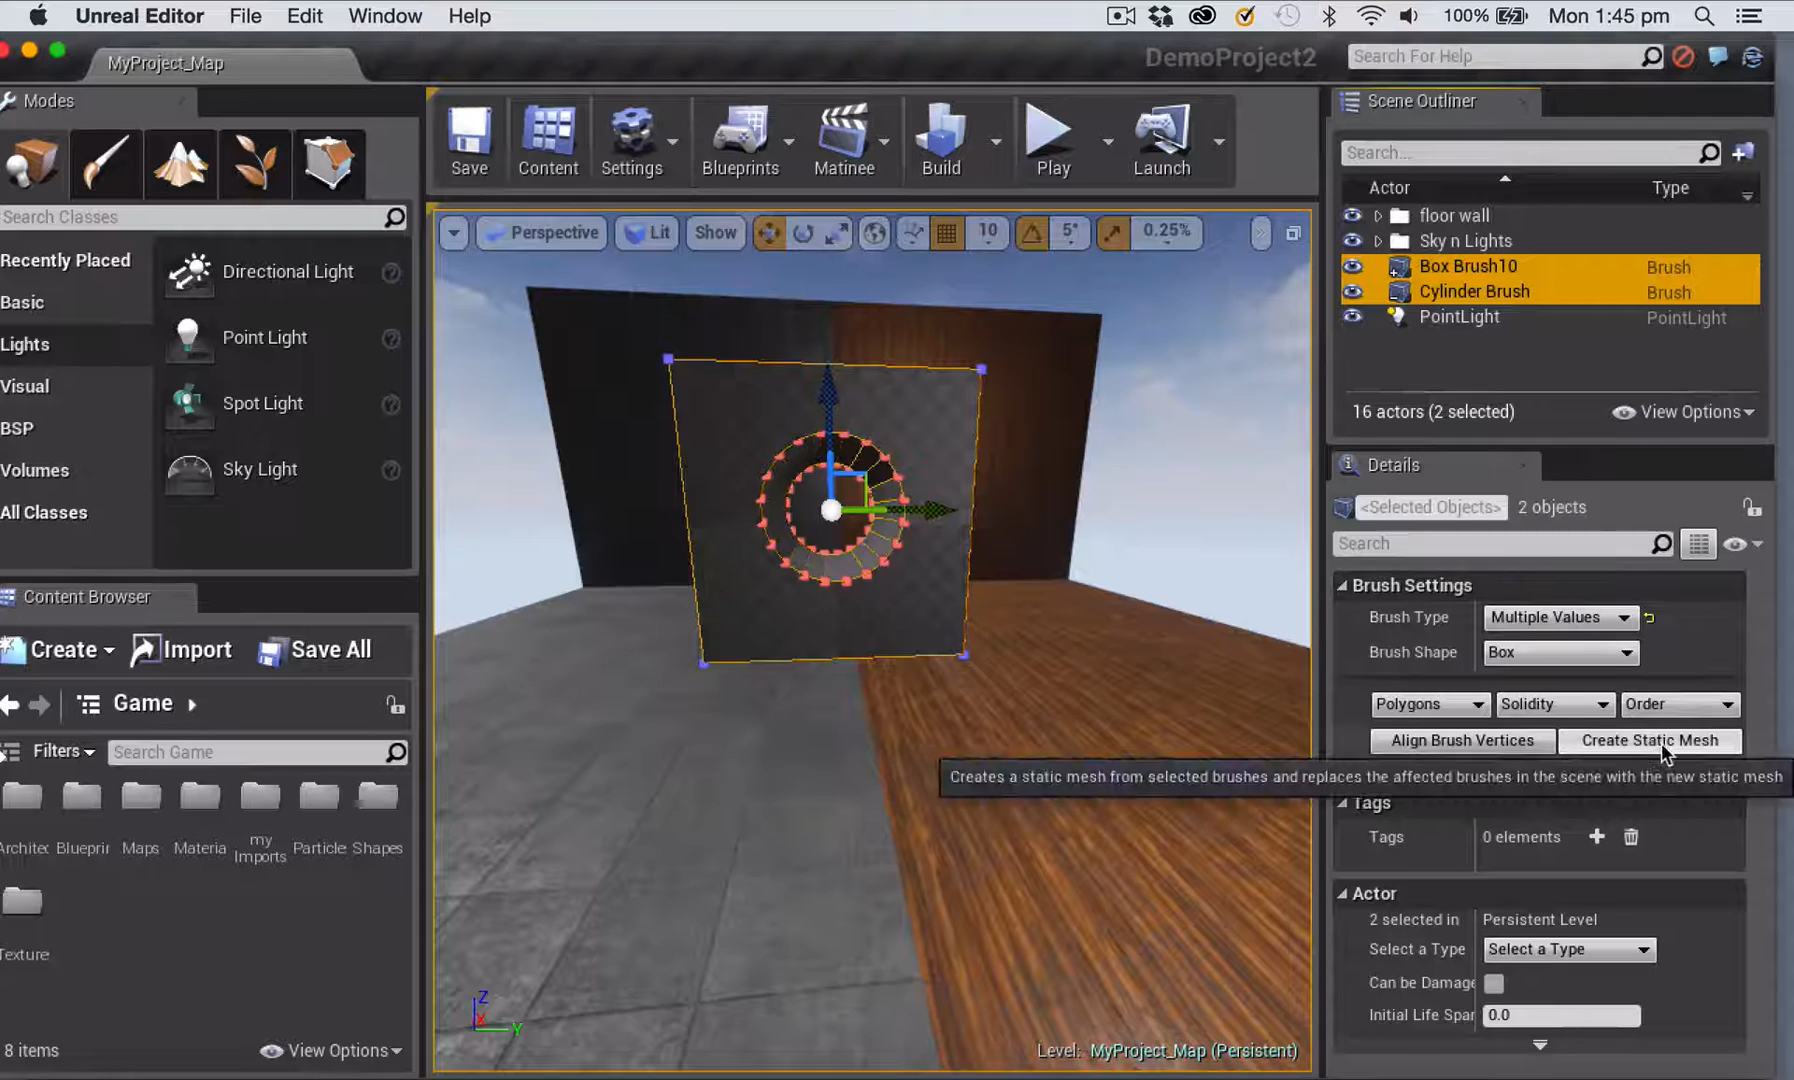 Unreal Editor File Edit Window Help
100% Mon 1:45 pm
MyProject_Map
DemoProject2
Search For Help
Modes
Search Classes
Recently Placed
Basic
Lights
Visual
BSP
Volumes
All Classes
Directional Light
Point Light
Spot Light
Sky Light
Save
Content
Settings
Blueprints
Matinee
Build
Play
Launch
Perspective
Lit
Show
10
5°
0.25%
Z
X
Y
Level: MyProject_Map (Persistent)
Content Browser
Create Import Save All
Game
Filters Search Game
Architec Blueprir Maps Materia my Imports Particle Shapes
Texture
8 items
View Options
Scene Outliner
Search...
Actor Type
floor wall
Sky n Lights
Box Brush10 Brush
Cylinder Brush Brush
PointLight PointLight
16 actors (2 selected)
View Options
Details
<Selected Objects> 2 objects
Search
Brush Settings
Brush Type Multiple Values
Brush Shape Box
Polygons Solidity Order
Align Brush Vertices Create Static Mesh
Creates a static mesh from selected brushes and replaces the affected brushes in the scene with the new static mesh
Tags
Tags 0 elements
Actor
2 selected in Persistent Level
Select a Type Select a Type
Can be Damage
Initial Life Spar 0.0